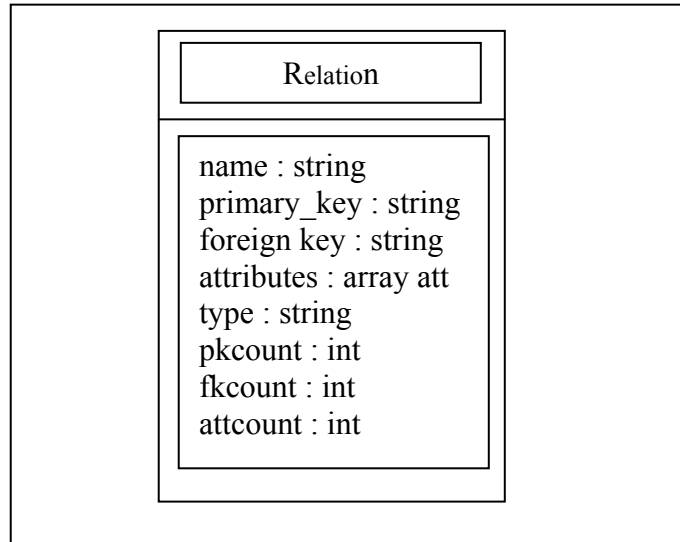 Relation
name : string
primary_key : string
foreign key : string
attributes : array att
type : string
pkcount : int
fkcount : int
attcount : int